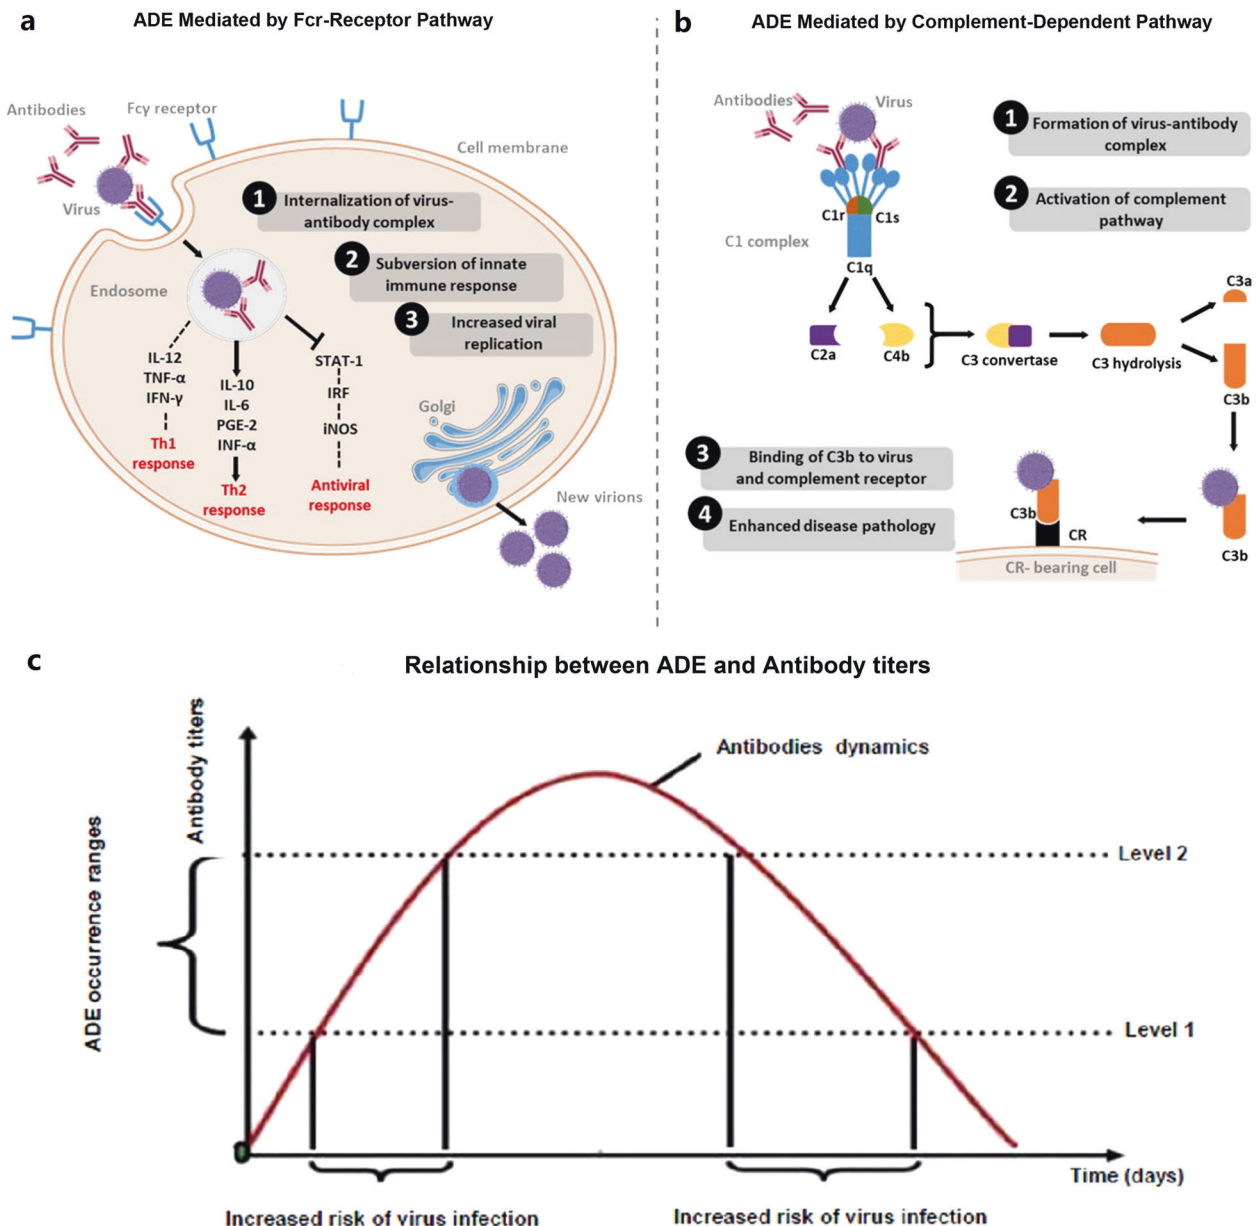 a
ADE Mediated by Fcr-Receptor Pathway
Antibodies
Fcγ receptor
Cell membrane
Virus
1
Internalization of virus-
antibody complex
2
Subversion of innate
immune response
3
Increased viral
replication
Endosome
IL-12
TNF-α
IFN-γ
Th1
response
IL-10
IL-6
PGE-2
INF-α
Th2
response
STAT-1
IRF
iNOS
Antiviral
response
Golgi
New virions
b
ADE Mediated by Complement-Dependent Pathway
Antibodies
Virus
1
Formation of virus-antibody
complex
2
Activation of complement
pathway
C1r
C1s
C1 complex
C1q
C2a
C4b
C3 convertase
C3 hydrolysis
C3a
C3b
3
Binding of C3b to virus
and complement receptor
4
Enhanced disease pathology
C3b
CR
CR- bearing cell
C3b
c
Relationship between ADE and Antibody titers
Antibody titers
ADE occurrence ranges
Antibodies dynamics
Level 2
Level 1
0
Time (days)
Increased risk of virus infection
Increased risk of virus infection